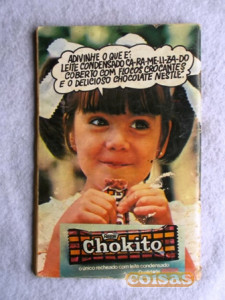 ADIVINHE O QUE É:
LEITE CONDENSADO CA-RA-ME-LI-ZA-DO
COBERTO COM FLOCOS CROCANTES
E O DELICIOSO CHOCOLATE NESTLÉ.
Chokito
coisas